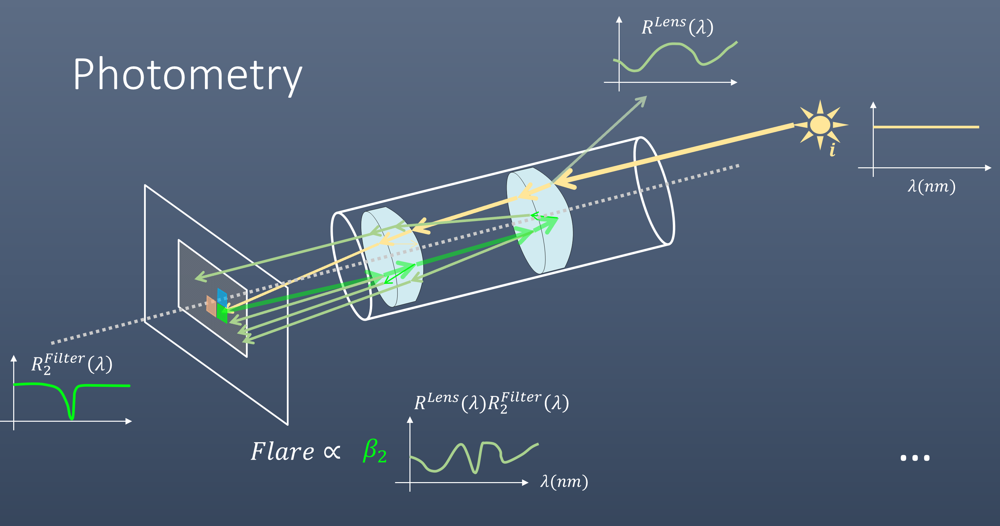 Photometry
R^{Lens}(λ)
i
λ(nm)
R_2^{Filter}(λ)
R^{Lens}(λ)R_2^{Filter}(λ)
Flare ∝ β_2
λ(nm)
...